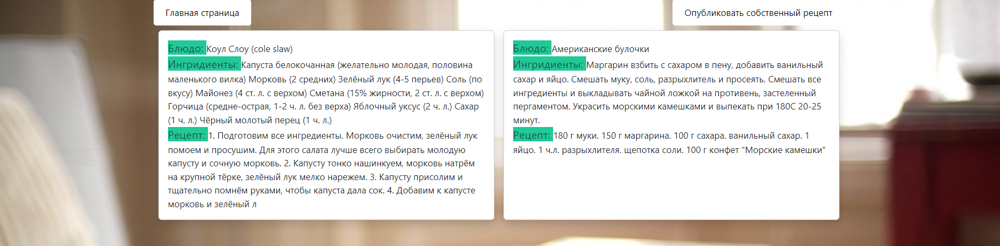 Главная страница
Опубликовать собственный рецепт
Блюдо: Коул Слоу (cole slaw)
Ингридиенты: Капуста белокочанная (желательно молодая, половина
маленького вилка) Морковь (2 средних) Зелёный лук (4-5 перьев) Соль (по
вкусу) Майонез (4 ст. л. с верхом) Сметана (15% жирности, 2 ст. л. с верхом)
Горчица (средне-острая, 1-2 ч. л. без верха) Яблочный уксус (2 ч. л.) Сахар
(1 ч. л.) Чёрный молотый перец (1 ч. л.)
Рецепт: 1. Подготовим все ингредиенты. Морковь очистим, зелёный лук
помоем и просушим. Для этого салата лучше всего выбирать молодую
капусту и сочную морковь. 2. Капусту тонко нашинкуем, морковь натрём
на крупной тёрке, зелёный лук мелко нарежем. 3. Капусту присолим и
тщательно помнём руками, чтобы капуста дала сок. 4. Добавим к капусте
морковь и зелёный л
Блюдо: Американские булочки
Ингридиенты: Маргарин взбить с сахаром в пену, добавить ванильный
сахар и яйцо. Смешать муку, соль, разрыхлитель и просеять. Смешать все
ингредиенты и выкладывать чайной ложкой на противень, застеленный
пергаментом. Украсить морскими камешками и выпекать при 180С 20-25
минут.
Рецепт: 180 г муки. 150 г маргарина. 100 г сахара. ванильный сахар. 1
яйцо. 1 ч.л. разрыхлителя. щепотка соли. 100 г конфет "Морские камешки"